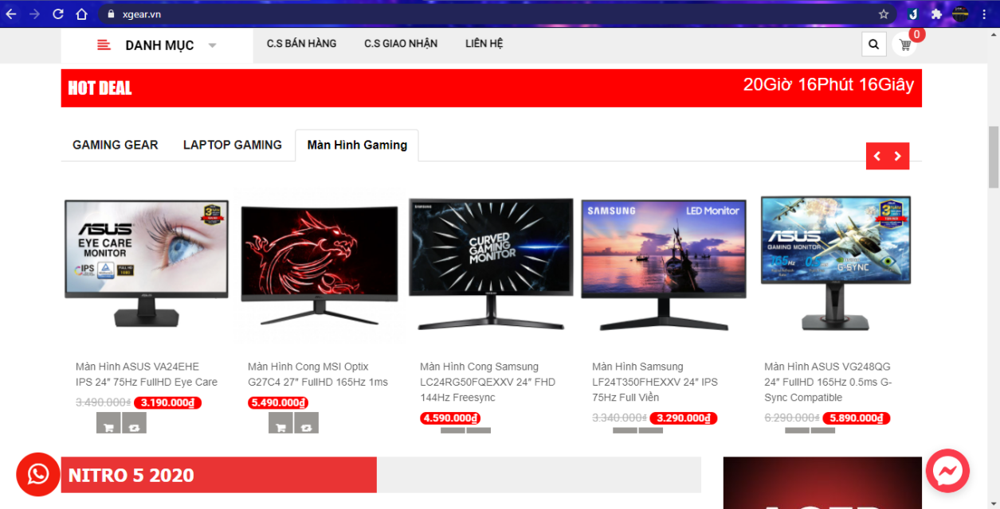 xgear.vn
DANH MỤC
C.S BÁN HÀNG
C.S GIAO NHẬN
LIÊN HỆ
0
HOT DEAL
20Giờ 16Phút 16Giây
GAMING GEAR
LAPTOP GAMING
Màn Hình Gaming
ASUS
EYE CARE
MONITOR
IPS
SAMSUNG
CURVED
GAMING
MONITOR
SAMSUNG
LED Monitor
ASUS
GAMING MONITOR
165Hz
G-SYNC
Màn Hình ASUS VA24EHE
IPS 24″ 75Hz FullHD Eye Care
3.490.000₫ 3.190.000₫
Màn Hình Cong MSI Optix
G27C4 27″ FullHD 165Hz 1ms
5.490.000₫
Màn Hình Cong Samsung
LC24RG50FQEXXV 24″ FHD
144Hz Freesync
4.590.000₫
Màn Hình Samsung
LF24T350FHEXXV 24″ IPS
75Hz Full Viền
3.340.000₫ 3.290.000₫
Màn Hình ASUS VG248QG
24″ FullHD 165Hz 0.5ms G-
Sync Compatible
6.290.000₫ 5.890.000₫
NITRO 5 2020